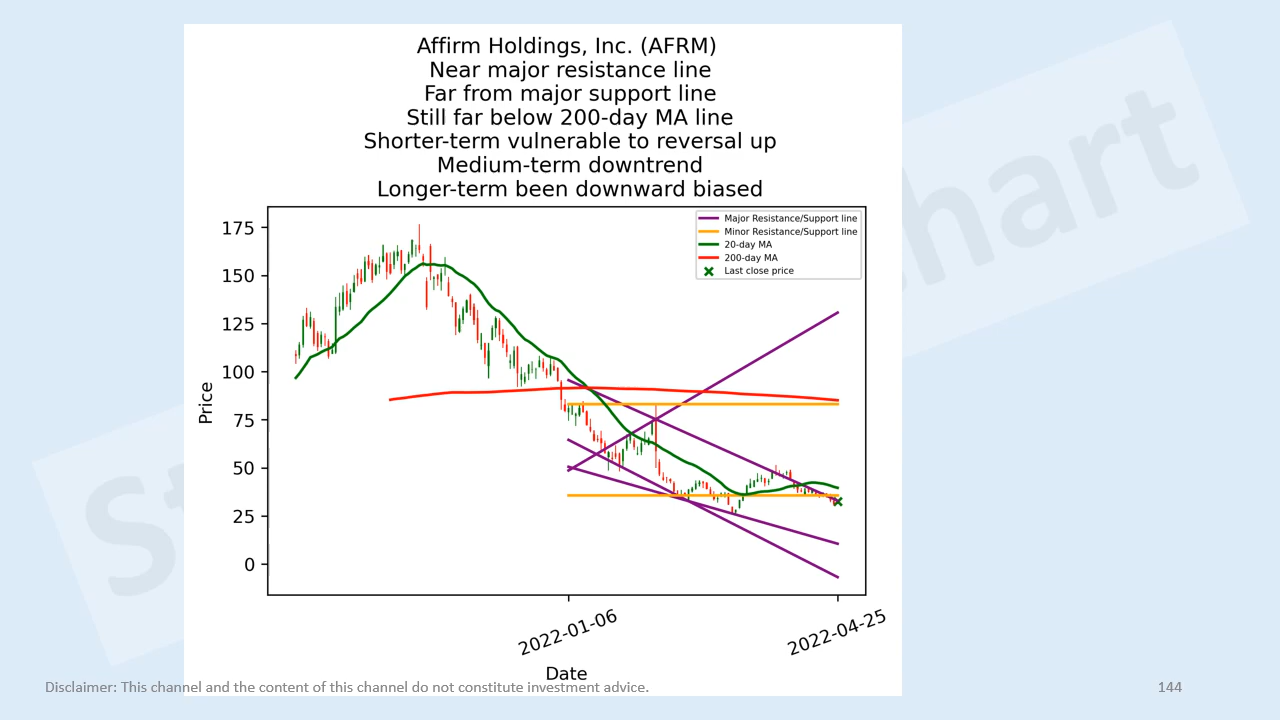 Affirm Holdings, Inc. (AFRM)
Near major resistance line
Far from major support line
Still far below 200-day MA line
Shorter-term vulnerable to reversal up
Medium-term downtrend
Longer-term been downward biased
Major Resistance/Support line
Minor Resistance/Support line
20-day MA
200-day MA
Last close price
175
150
125
100
75
50
25
0
Price
2022-01-06
2022-04-25
Date
Disclaimer: This channel and the content of this channel do not constitute investment advice.
144
St
hart